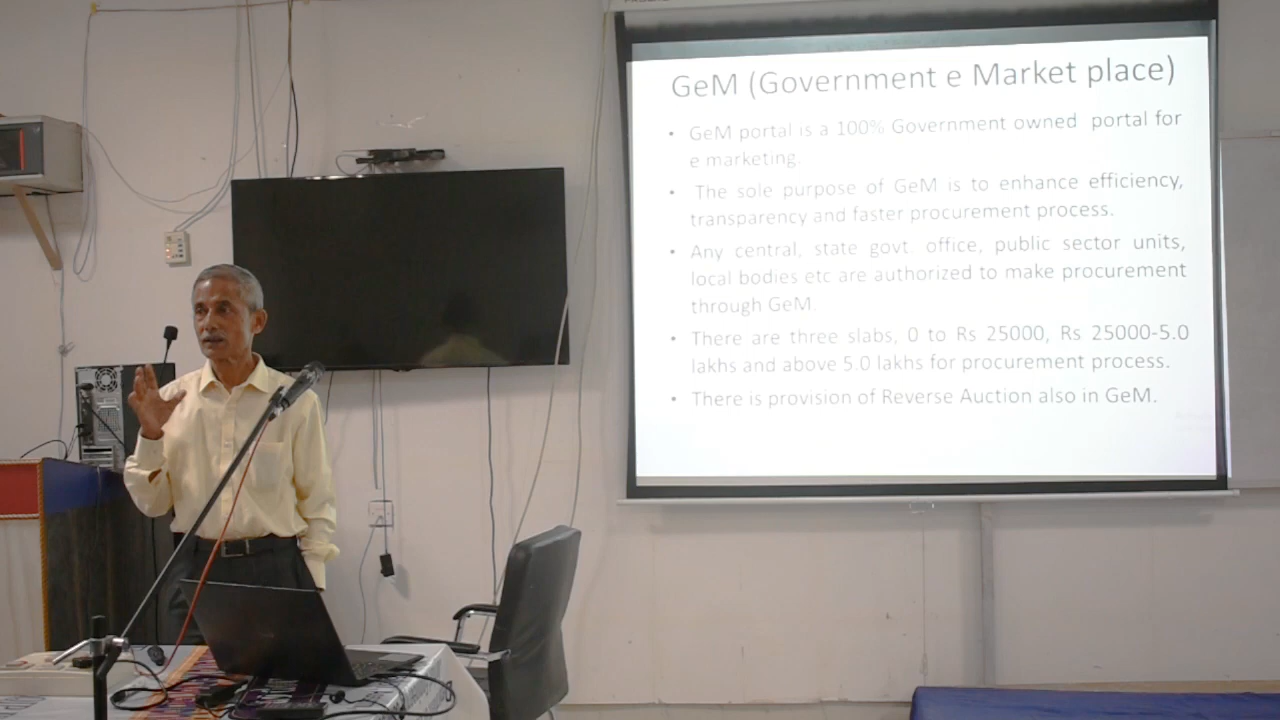 GeM (Government e Market place)
• GeM portal is a 100% Government owned portal for
e marketing.
• The sole purpose of GeM is to enhance efficiency,
transparency and faster procurement process.
• Any central, state govt. office, public sector units,
local bodies etc are authorized to make procurement
through GeM.
• There are three slabs, 0 to Rs 25000, Rs 25000-5.0
lakhs and above 5.0 lakhs for procurement process.
• There is provision of Reverse Auction also in GeM.